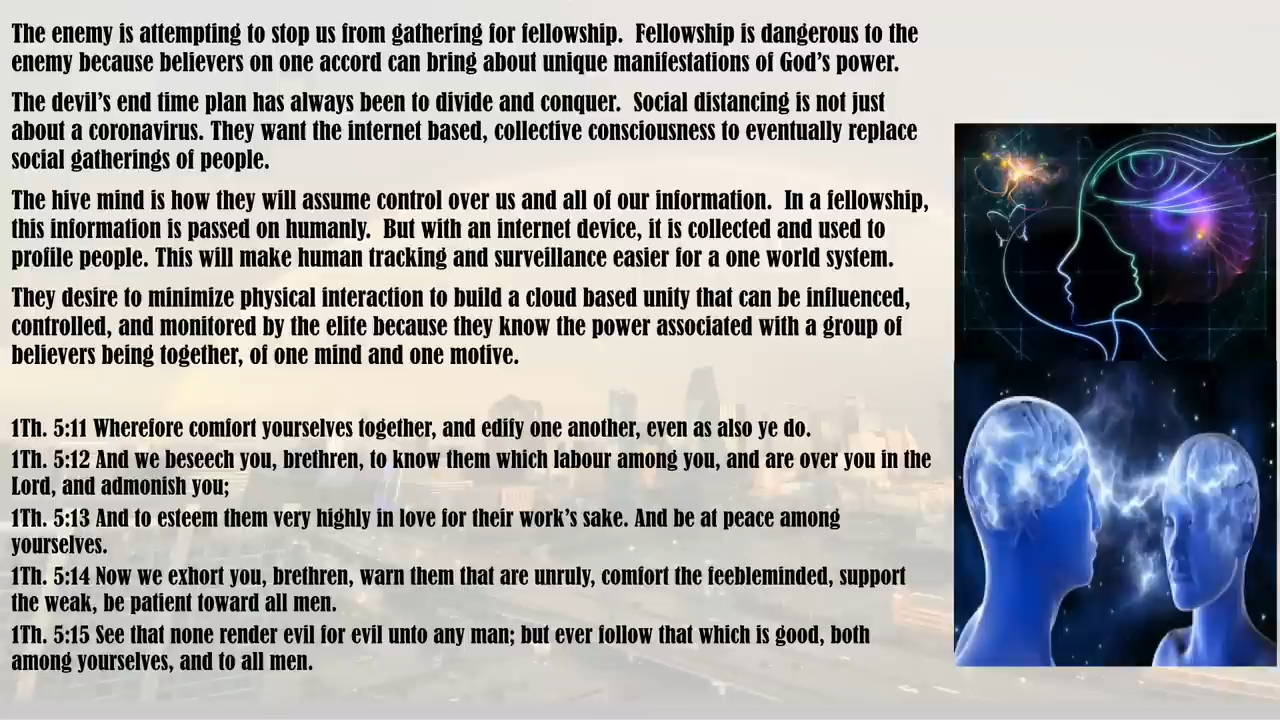 The enemy is attempting to stop us from gathering for fellowship.  Fellowship is dangerous to the
enemy because believers on one accord can bring about unique manifestations of God's power.
The devil's end time plan has always been to divide and conquer.  Social distancing is not just
about a coronavirus. They want the internet based, collective consciousness to eventually replace
social gatherings of people.
The hive mind is how they will assume control over us and all of our information.  In a fellowship,
this information is passed on humanly.  But with an internet device, it is collected and used to
profile people. This will make human tracking and surveillance easier for a one world system.
They desire to minimize physical interaction to build a cloud based unity that can be influenced,
controlled, and monitored by the elite because they know the power associated with a group of
believers being together, of one mind and one motive.
1Th. 5:11 Wherefore comfort yourselves together, and edify one another, even as also ye do.
1Th. 5:12 And we beseech you, brethren, to know them which labour among you, and are over you in the
Lord, and admonish you;
1Th. 5:13 And to esteem them very highly in love for their work's sake. And be at peace among
yourselves.
1Th. 5:14 Now we exhort you, brethren, warn them that are unruly, comfort the feebleminded, support
the weak, be patient toward all men.
1Th. 5:15 See that none render evil for evil unto any man; but ever follow that which is good, both
among yourselves, and to all men.